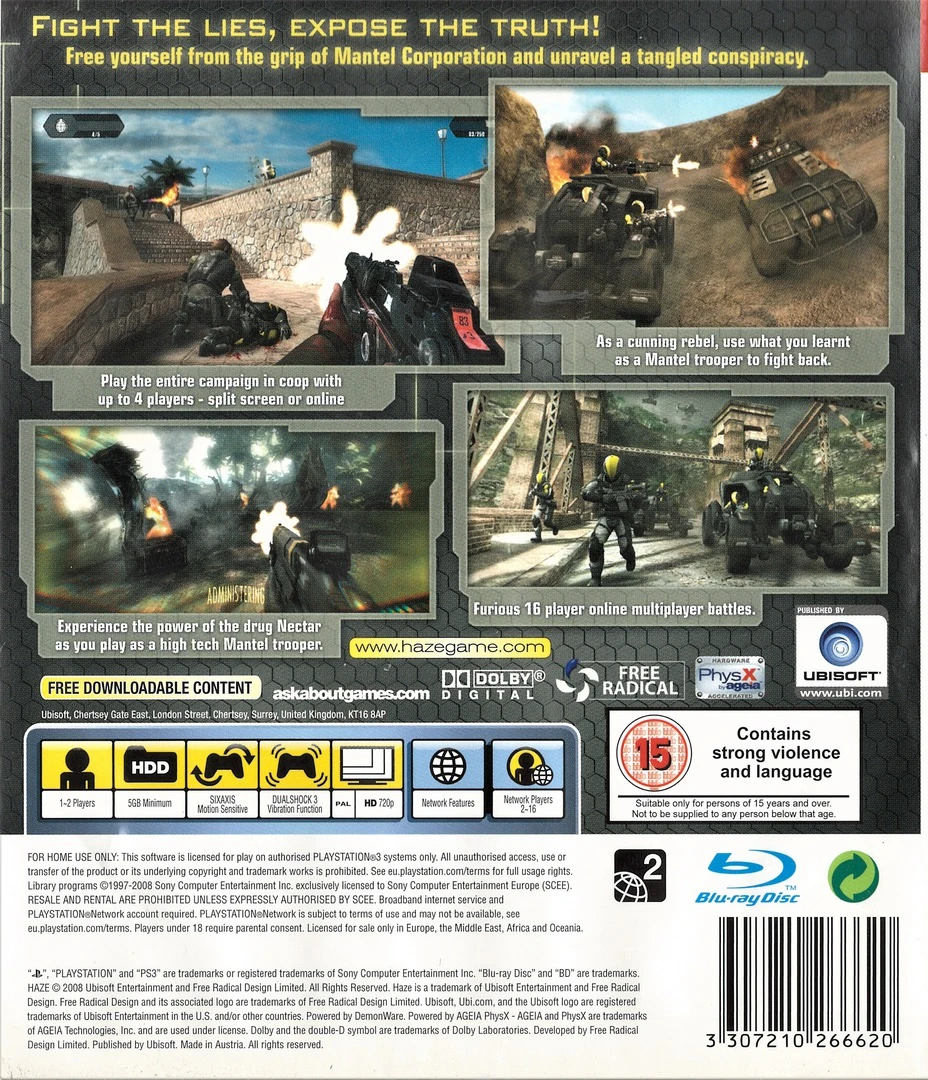 FIGHT THE LIES, EXPOSE THE TRUTH!
Free yourself from the grip of Mantel Corporation and unravel a tangled conspiracy.
4/5
83/250
83
Play the entire campaign in coop with
up to 4 players - split screen or online
As a cunning rebel, use what you learnt
as a Mantel trooper to fight back.
ADMINISTERING
Experience the power of the drug Nectar
as you play as a high tech Mantel trooper.
Furious 16 player online multiplayer battles.
www.hazegame.com
PUBLISHED BY
UBISOFT
www.ubi.com
FREE DOWNLOADABLE CONTENT
askaboutgames.com
DOLBY®
DIGITAL
FREE
RADICAL
HARDWARE
PhysX
by ageia
ACCELERATED
Ubisoft, Chertsey Gate East, London Street, Chertsey, Surrey, United Kingdom, KT16 8AP
HDD
1-2 Players
5GB Minimum
SIXAXIS
Motion Sensitive
DUALSHOCK 3
Vibration Function
PAL
HD 720p
Network Features
Network Players
2-16
15
Contains
strong violence
and language
Suitable only for persons of 15 years and over.
Not to be supplied to any person below that age.
FOR HOME USE ONLY: This software is licensed for play on authorised PLAYSTATION®3 systems only. All unauthorised access, use or
transfer of the product or its underlying copyright and trademark works is prohibited. See eu.playstation.com/terms for full usage rights.
Library programs ©1997-2008 Sony Computer Entertainment Inc. exclusively licensed to Sony Computer Entertainment Europe (SCEE).
RESALE AND RENTAL ARE PROHIBITED UNLESS EXPRESSLY AUTHORISED BY SCEE. Broadband internet service and
PLAYSTATION®Network account required. PLAYSTATION®Network is subject to terms of use and may not be available, see
eu.playstation.com/terms. Players under 18 require parental consent. Licensed for sale only in Europe, the Middle East, Africa and Oceania.
2
Blu-ray Disc
TM
"PS", "PLAYSTATION" and "PS3" are trademarks or registered trademarks of Sony Computer Entertainment Inc. "Blu-ray Disc" and "BD" are trademarks.
HAZE © 2008 Ubisoft Entertainment and Free Radical Design Limited. All Rights Reserved. Haze is a trademark of Ubisoft Entertainment and Free Radical
Design. Free Radical Design and its associated logo are trademarks of Free Radical Design Limited. Ubisoft, Ubi.com, and the Ubisoft logo are registered
trademarks of Ubisoft Entertainment in the U.S. and/or other countries. Powered by DemonWare. Powered by AGEIA PhysX - AGEIA and PhysX are trademarks
of AGEIA Technologies, Inc. and are used under license. Dolby and the double-D symbol are trademarks of Dolby Laboratories. Developed by Free Radical
Design Limited. Published by Ubisoft. Made in Austria. All rights reserved.
3 307210 266620